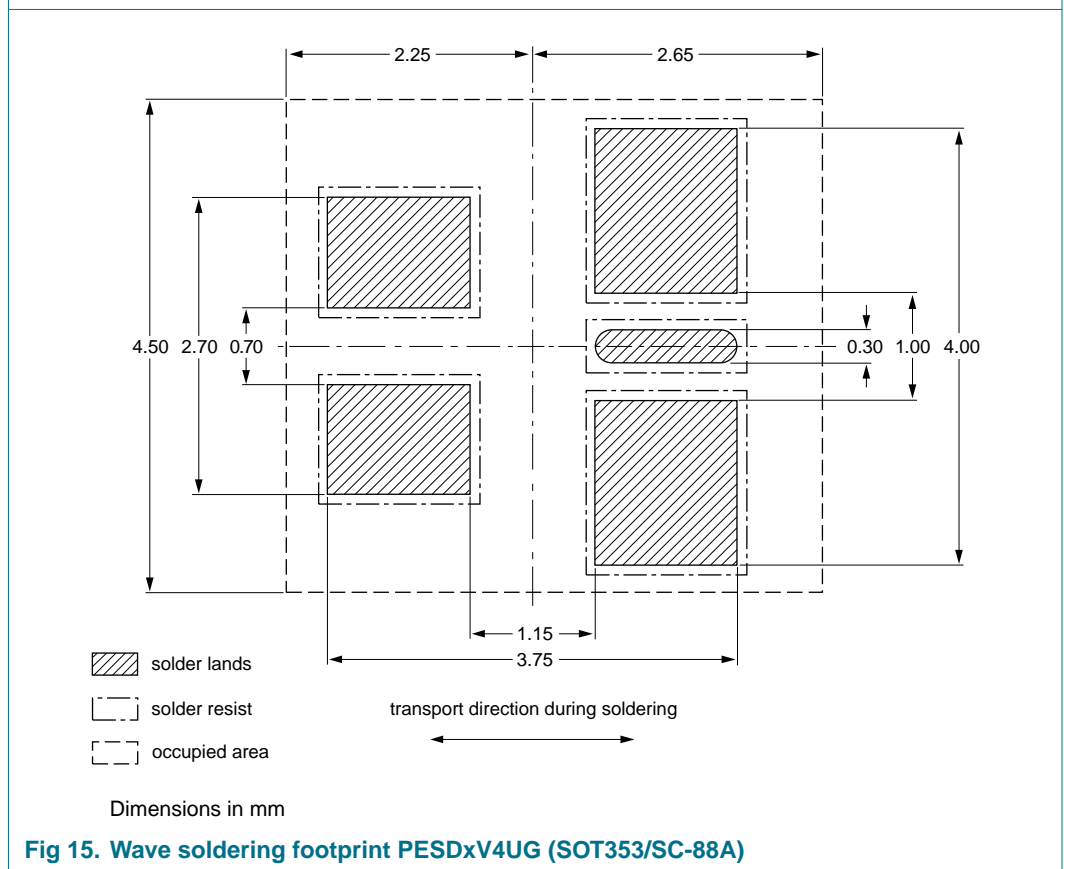 2.25 2.65
4.50 2.70 0.70 0.30 1.00 4.00
1.15
3.75
solder lands
solder resist
occupied area
transport direction during soldering
Dimensions in mm
Fig 15. Wave soldering footprint PESDxV4UG (SOT353/SC-88A)